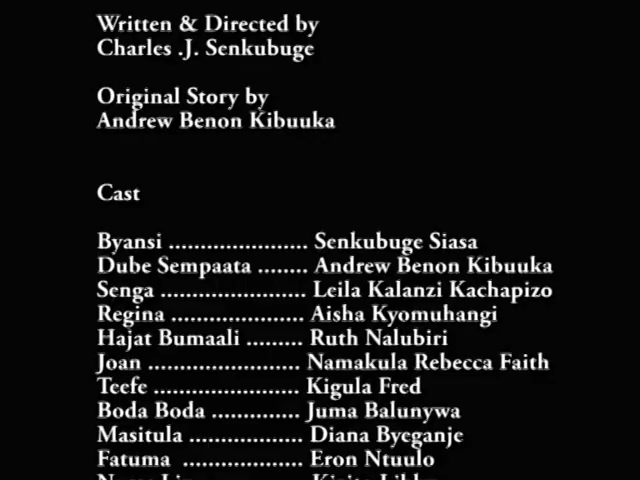 Written & Directed by
Charles .J. Senkubuge
Original Story by
Andrew Benon Kibuuka
Cast
Byansi ...................... Senkubuge Siasa
Dube Sempaata ........ Andrew Benon Kibuuka
Senga ....................... Leila Kalanzi Kachapizo
Regina ..................... Aisha Kyomuhangi
Hajat Bumaali ......... Ruth Nalubiri
Joan ........................ Namakula Rebecca Faith
Teefe ....................... Kigula Fred
Boda Boda .............. Juma Balunywa
Masitula .................. Diana Byeganje
Fatuma ................... Eron Ntuulo